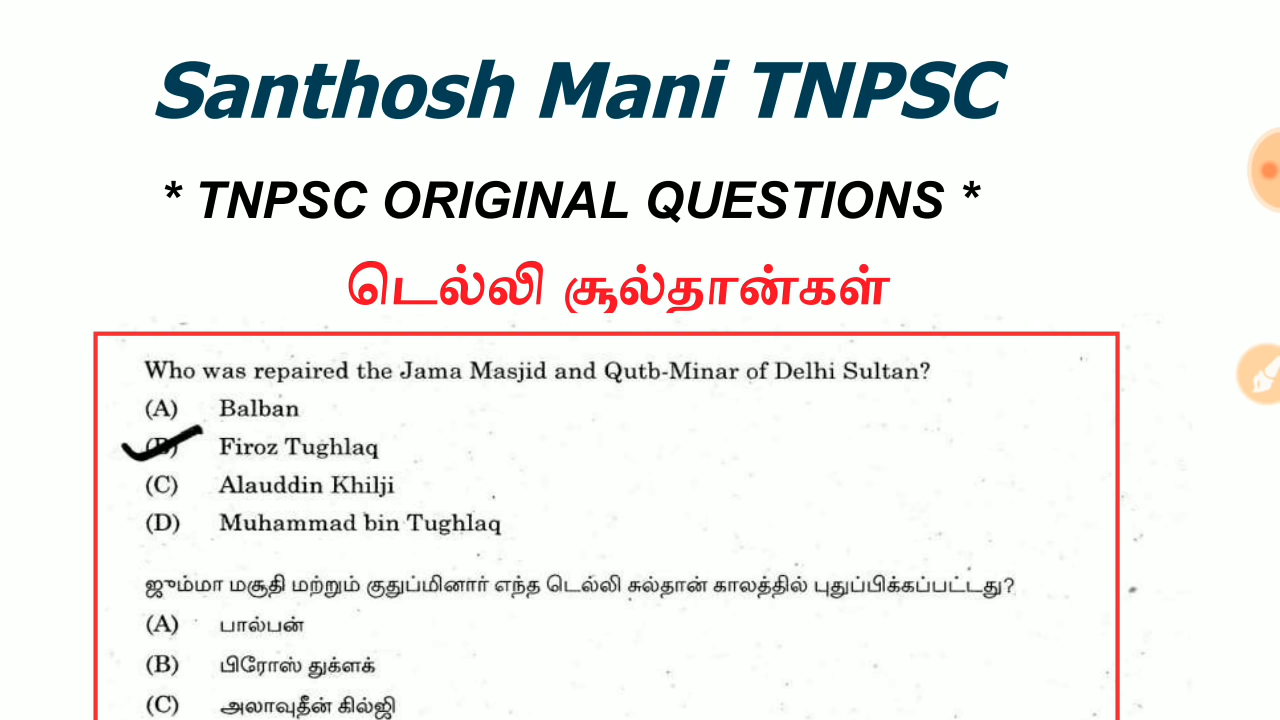 Santhosh Mani TNPSC
* TNPSC ORIGINAL QUESTIONS *
டெல்லி சூல்தான்கள்
Who was repaired the Jama Masjid and Qutb-Minar of Delhi Sultan?
(A) Balban
(B) Firoz Tughlaq
(C) Alauddin Khilji
(D) Muhammad bin Tughlaq
ஜும்மா மசூதி மற்றும் குதுப்மினார் எந்த டெல்லி சுல்தான் காலத்தில் புதுப்பிக்கப்பட்டது?
(A) பால்பன்
(B) பிரோஸ் துக்ளக்
(C) அலாவுதீன் கில்ஜி